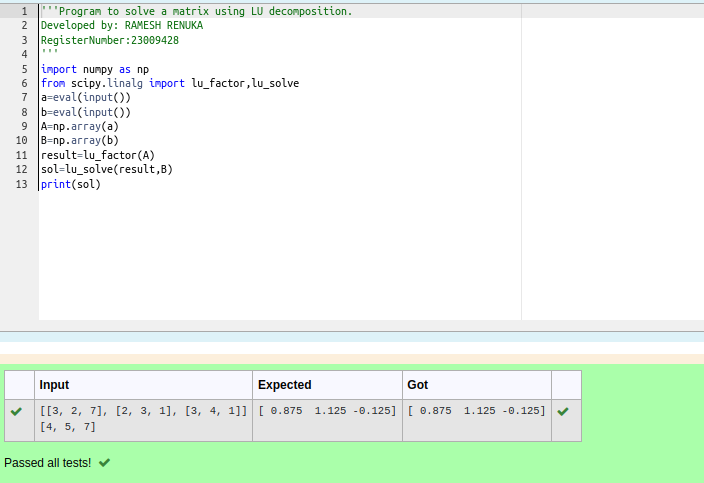 1 '''Program to solve a matrix using LU decomposition.
2 Developed by: RAMESH RENUKA
3 RegisterNumber:23009428
4 '''
5 import numpy as np
6 from scipy.linalg import lu_factor,lu_solve
7 a=eval(input())
8 b=eval(input())
9 A=np.array(a)
10 B=np.array(b)
11 result=lu_factor(A)
12 sol=lu_solve(result,B)
13 print(sol)
Input Expected Got
[[3, 2, 7], [2, 3, 1], [3, 4, 1]] [ 0.875  1.125 -0.125] [ 0.875  1.125 -0.125]
[4, 5, 7]
Passed all tests!